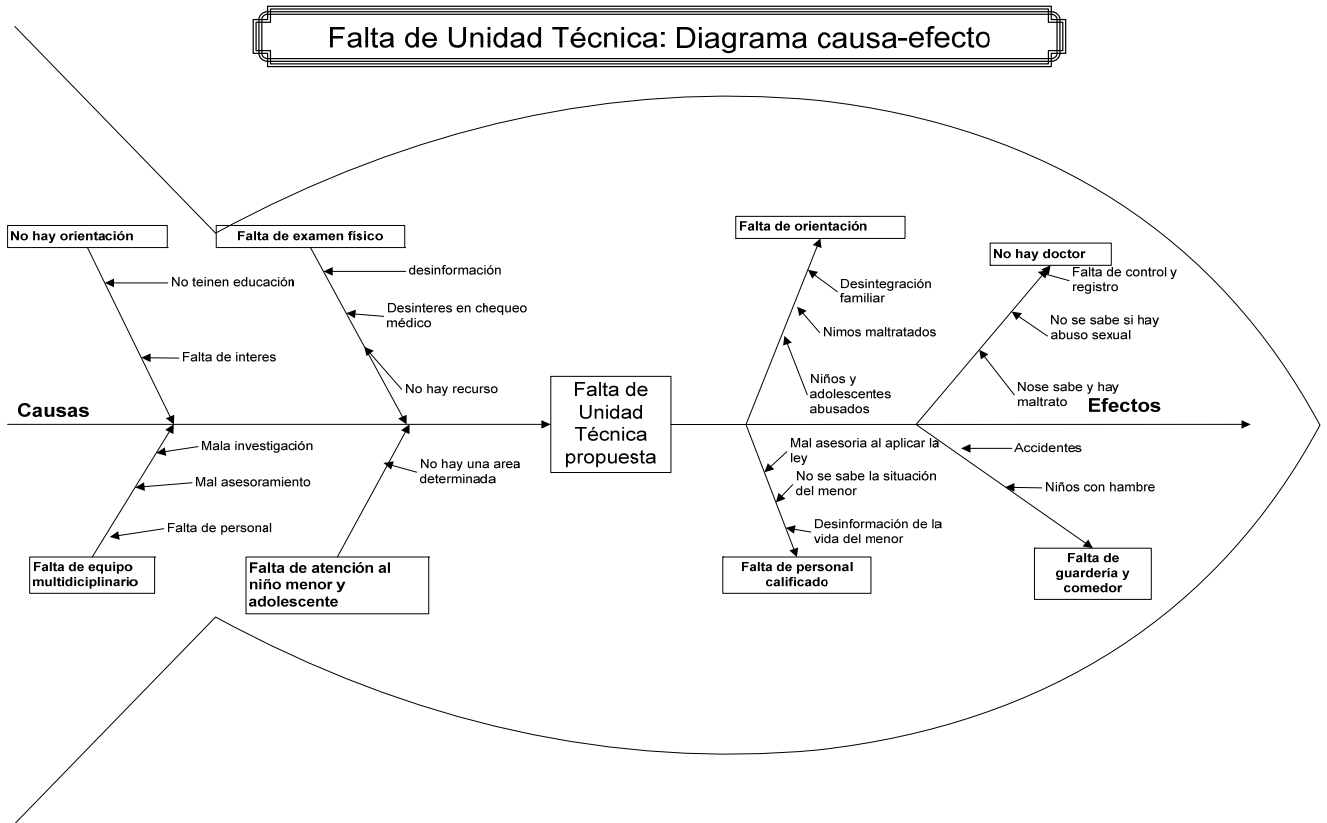 Falta de Unidad Técnica: Diagrama causa-efecto
No hay orientación
No teinen educación
Falta de interes
Falta de examen físico
desinformación
Desinteres en chequeo
médico
No hay recurso
Causas
Mala investigación
Mal asesoramiento
Falta de personal
Falta de equipo
multidiciplinario
No hay una area
determinada
Falta de atención al
niño menor y
adolescente
Falta de
Unidad
Técnica
propuesta
Falta de orientación
Desintegración
familiar
Nimos maltratados
Niños y
adolescentes
abusados
No hay doctor
Falta de control y
registro
No se sabe si hay
abuso sexual
Nose sabe y hay
maltrato
Efectos
Mal asesoria al aplicar la
ley
No se sabe la situación
del menor
Desinformación de la
vida del menor
Falta de personal
calificado
Accidentes
Niños con hambre
Falta de
guardería y
comedor